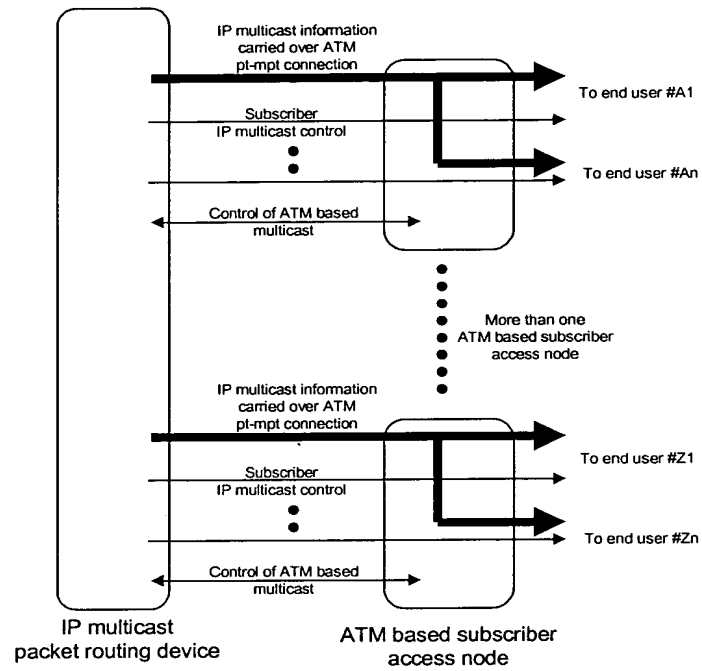 IP multicast information
carried over ATM
pt-mpt connection
To end user #A1
Subscriber
IP multicast control
To end user #An
Control of ATM based
multicast
More than one
ATM based subscriber
access node
IP multicast information
carried over ATM
pt-mpt connection
To end user #Z1
Subscriber
IP multicast control
To end user #Zn
Control of ATM based
multicast
IP multicast
packet routing device
ATM based subscriber
access node